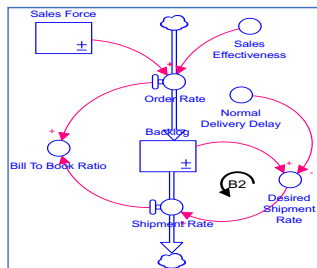 Sales Force
±
Sales
Effectiveness
+
+
Order Rate
Normal
Delivery Delay
Backlog
±
+
Bill To Book Ratio
-
B2
+
-
Desired
Shipment
Rate
Shipment Rate